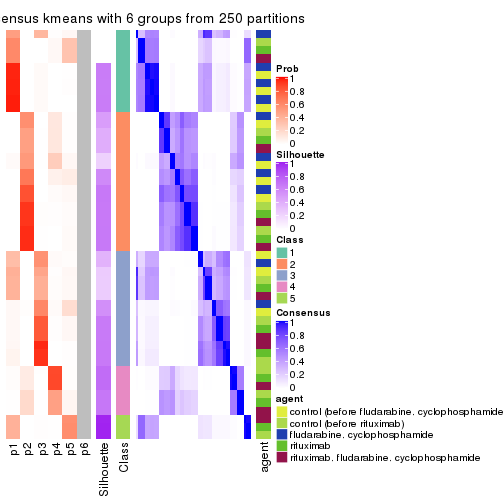 ensus kmeans with 6 groups from 250 partitions
Prob
1
0.8
0.6
0.4
0.2
0
Silhouette
1
0.8
0.6
0.4
0.2
0
Class
1
2
3
4
5
Consensus
1
0.8
0.6
0.4
0.2
0
agent
control (before fludarabine. cyclophosphamide
control (before rituximab)
fludarabine. cyclophosphamide
rituximab
rituximab. fludarabine. cyclophosphamide
p1
p2
p3
p4
p5
p6
Silhouette
Class
agent